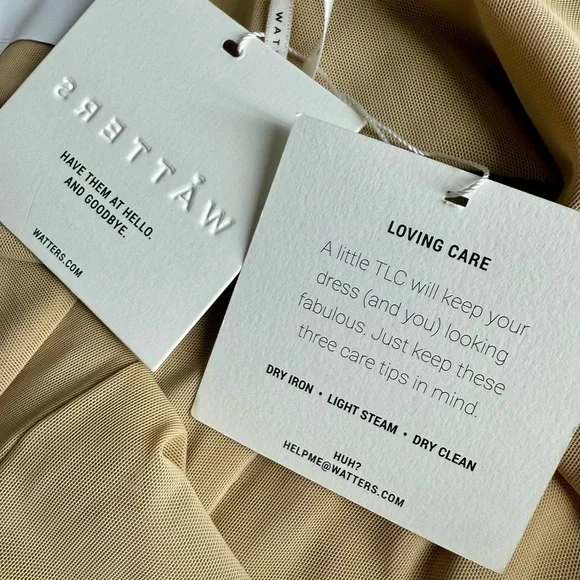 WATTERS
HAVE THEM AT HELLO.
AND GOODBYE.
WATTERS.COM
LOVING CARE
A little TLC will keep your
dress (and you) looking
fabulous. Just keep these
three care tips in mind.
DRY IRON • LIGHT STEAM • DRY CLEAN
HUH?
HELPME@WATTERS.COM